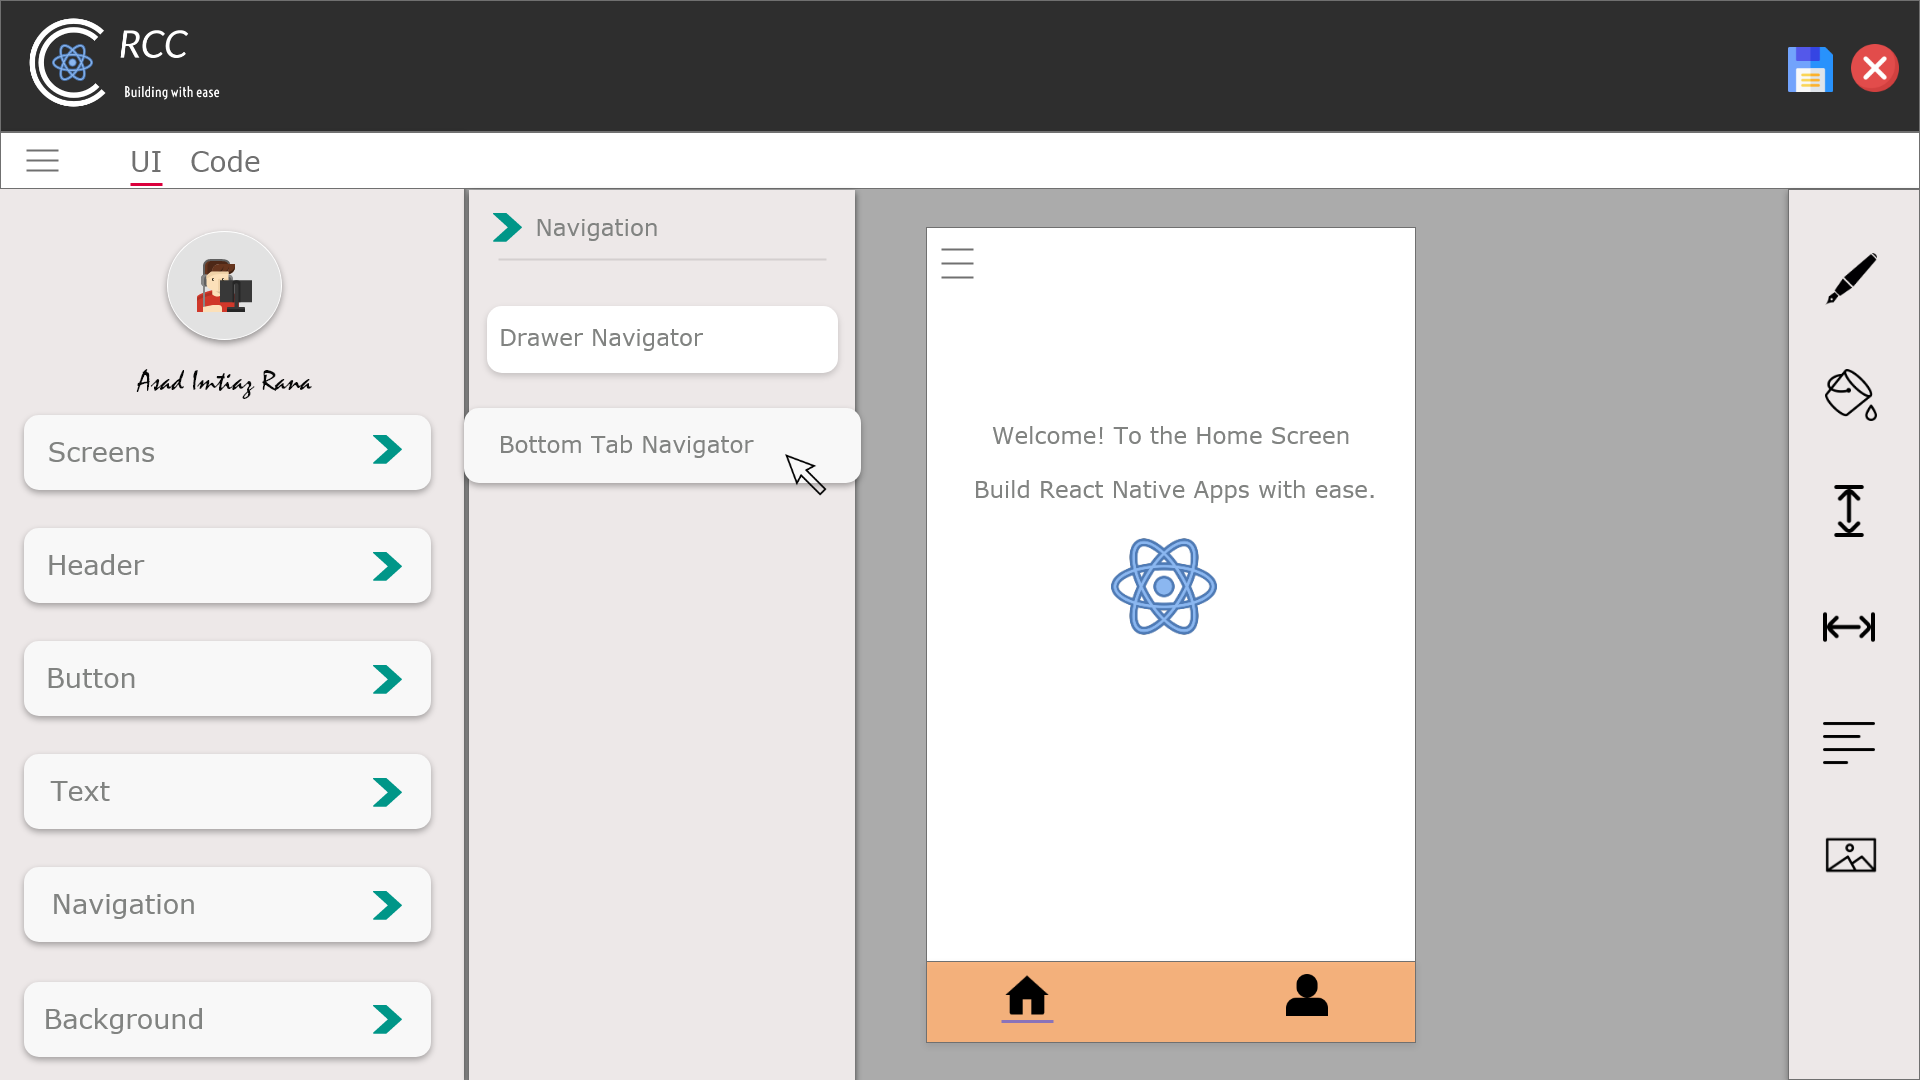 RCC
Building with ease
UI Code
Asad Imtiaz Rana
Screens
Header
Button
Text
Navigation
Background
Navigation
Drawer Navigator
Bottom Tab Navigator
Welcome! To the Home Screen
Build React Native Apps with ease.